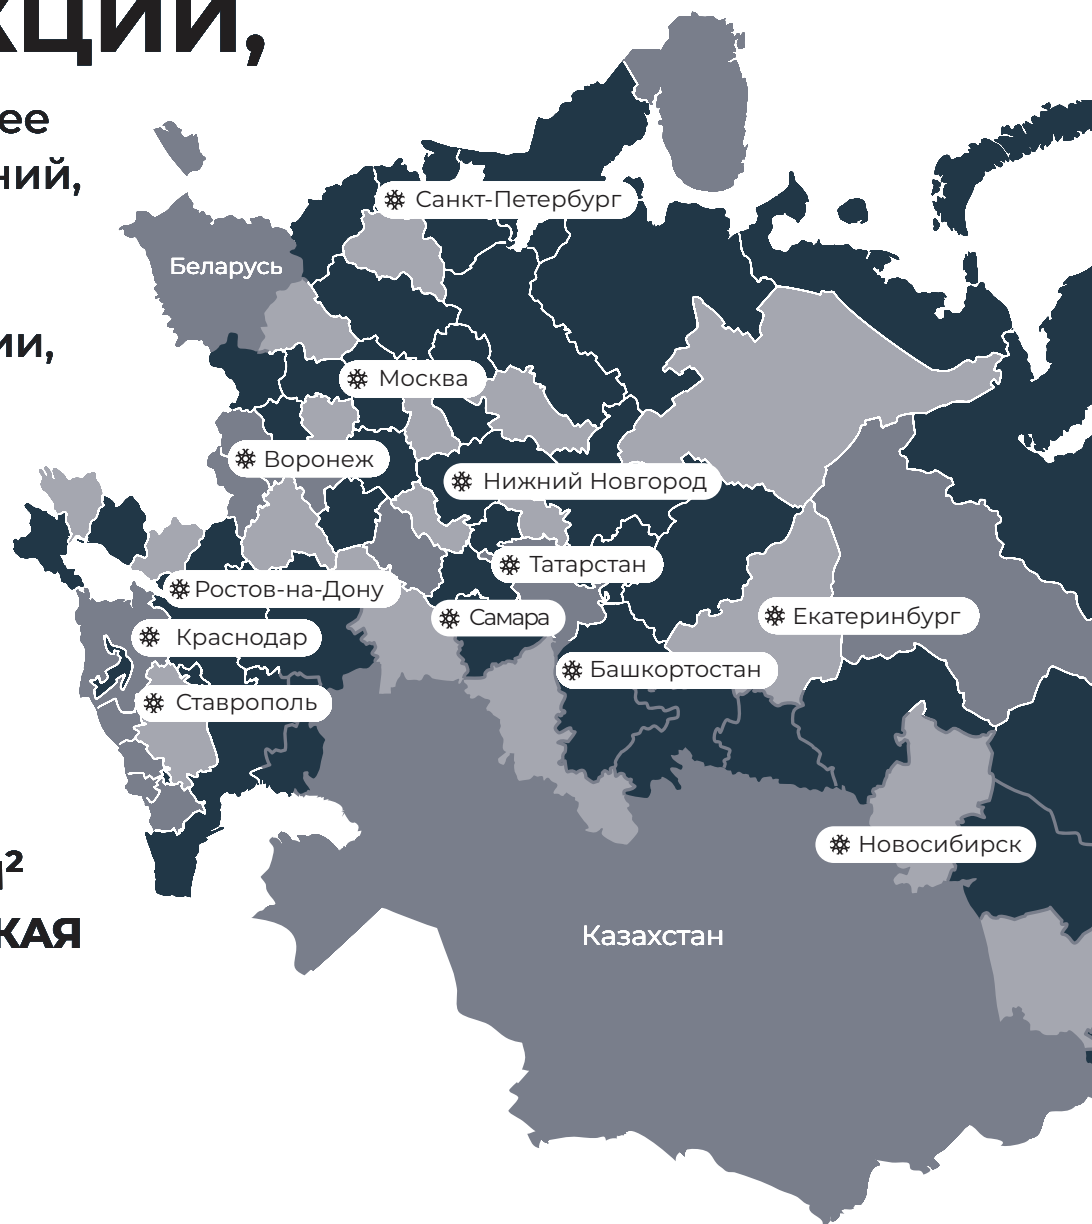 КЦИИ,
ее
ний,
Санкт-Петербург
Беларусь
ии,
Москва
Воронеж
Нижний Новгород
Татарстан
Ростов-на-Дону
Самара
Екатеринбург
Краснодар
Башкортостан
Ставрополь
Новосибирск
м²
КАЯ
Казахстан